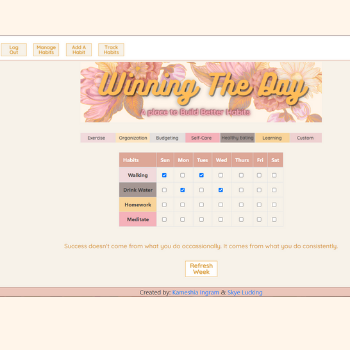 Log Out
Manage Habits
Add A Habit
Track Habits
Winning The Day
A place to Build Better Habits
Exercise Organization Budgeting Self-Care Healthy Eating Learning Custom
Habits Sun Mon Tues Wed Thurs Fri Sat
Walking
Drink Water
Homework
Meditate
Success doesn't come from what you do occassionally, it comes from what you do consistently.
Refresh Week
Created by: Kameshia Ingram & Skye Lucking